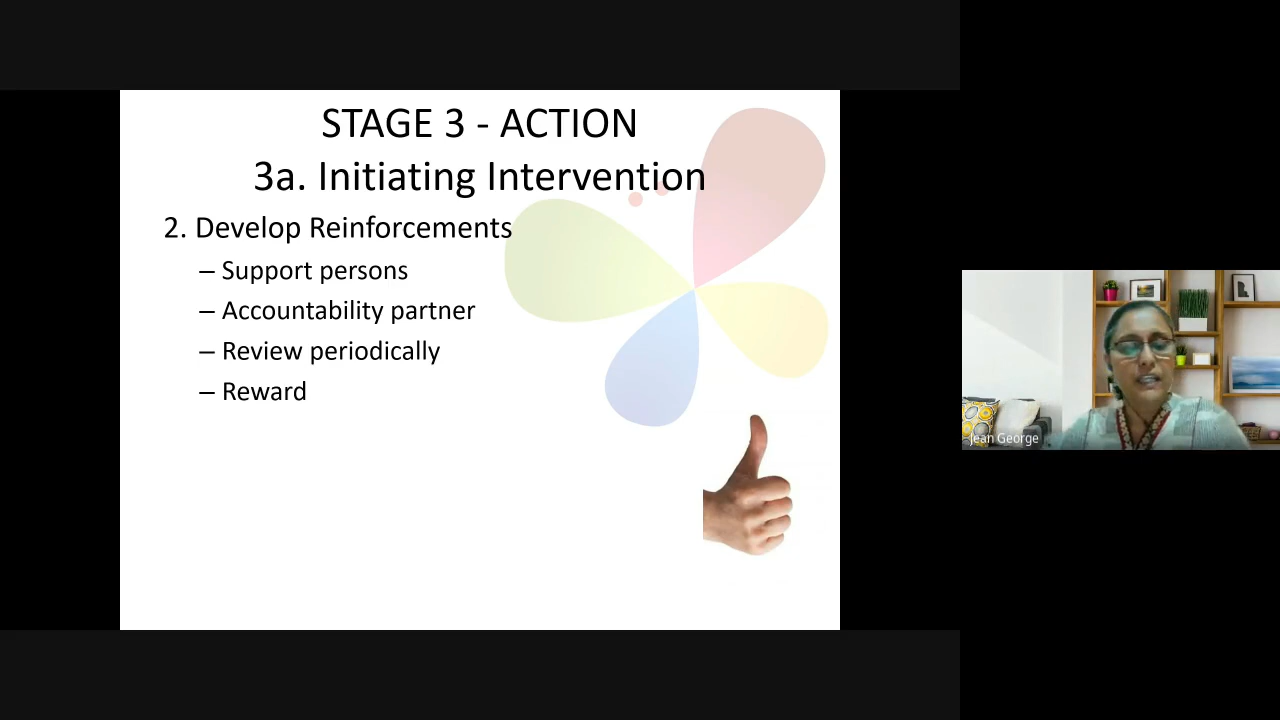 STAGE 3 - ACTION
3a. Initiating Intervention
2. Develop Reinforcements
– Support persons
– Accountability partner
– Review periodically
– Reward
Jean George